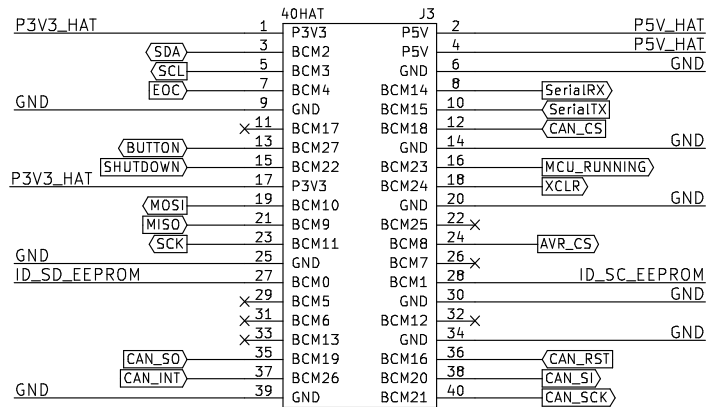 40HAT J3
P3V3_HAT 1 P3V3 P5V 2 P5V_HAT
SDA 3 BCM2 P5V 4 P5V_HAT
SCL 5 BCM3 GND 6 GND
EOC 7 BCM4 BCM14 8 SerialRX
GND 9 GND BCM15 10 SerialTX
11 BCM17 BCM18 12 CAN_CS
BUTTON 13 BCM27 GND 14 GND
SHUTDOWN 15 BCM22 BCM23 16 MCU_RUNNING
P3V3_HAT 17 P3V3 BCM24 18 XCLR
MOSI 19 BCM10 GND 20 GND
MISO 21 BCM9 BCM25 22
SCK 23 BCM11 BCM8 24 AVR_CS
GND 25 GND BCM7 26
ID_SD_EEPROM 27 BCM0 BCM1 28 ID_SC_EEPROM
29 BCM5 GND 30 GND
31 BCM6 BCM12 32
33 BCM13 GND 34 GND
CAN_SO 35 BCM19 BCM16 36 CAN_RST
CAN_INT 37 BCM26 BCM20 38 CAN_SI
GND 39 GND BCM21 40 CAN_SCK